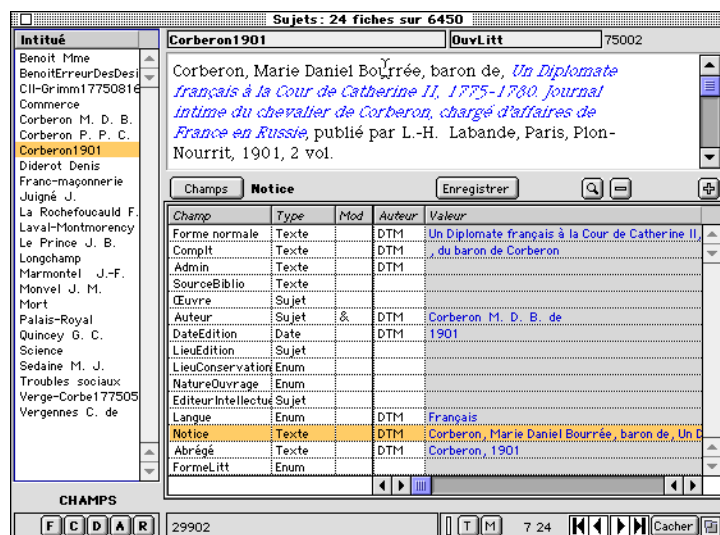 Sujets: 24 fiches sur 6450
Intitué
Corberon1901
OuvLitt
75002
Benoit Mme
BenoitErreurDesDesi
CII-Grimm17750816
Commerce
Corberon M. D. B.
Corberon P. P. C.
Corberon1901
Diderot Denis
Franc-maçonnerie
Juigné J.
La Rochefoucauld F.
Laval-Montmorency
Le Prince J. B.
Longchamp
Marmontel J.-F.
Monvel J. M.
Mort
Palais-Royal
Quincey G. C.
Science
Sedaine M. J.
Troubles sociaux
Verge-Corbe177505
Vergennes C. de
CHAMPS
F C D A R
Corberon, Marie Daniel Bourrée, baron de, Un Diplomate
français à la Cour de Catherine II, 1775-1780. Journal
intime du chevalier de Corberon, chargé d'affaires de
France en Russie, publié par L.-H. Labande, Paris, Plon-
Nourrit, 1901, 2 vol.
Champs Notice Enregistrer
Champ Type Mod Auteur Valeur
Forme normale Texte DTM Un Diplomate français à la Cour de Catherine II,
Complt Texte DTM , du baron de Corberon
Admin Texte DTM
SourceBiblio Texte
Œuvre Sujet
Auteur Sujet & DTM Corberon M. D. B. de
DateEdition Date DTM 1901
LieuEdition Sujet
LieuConservation Enum
NatureOuvrage Enum
EditeurIntellectue Sujet
Langue Enum DTM Français
Notice Texte DTM Corberon, Marie Daniel Bourrée, baron de, Un D
Abrégé Texte DTM Corberon, 1901
FormeLitt Enum
29902 T M 7 24 Cacher